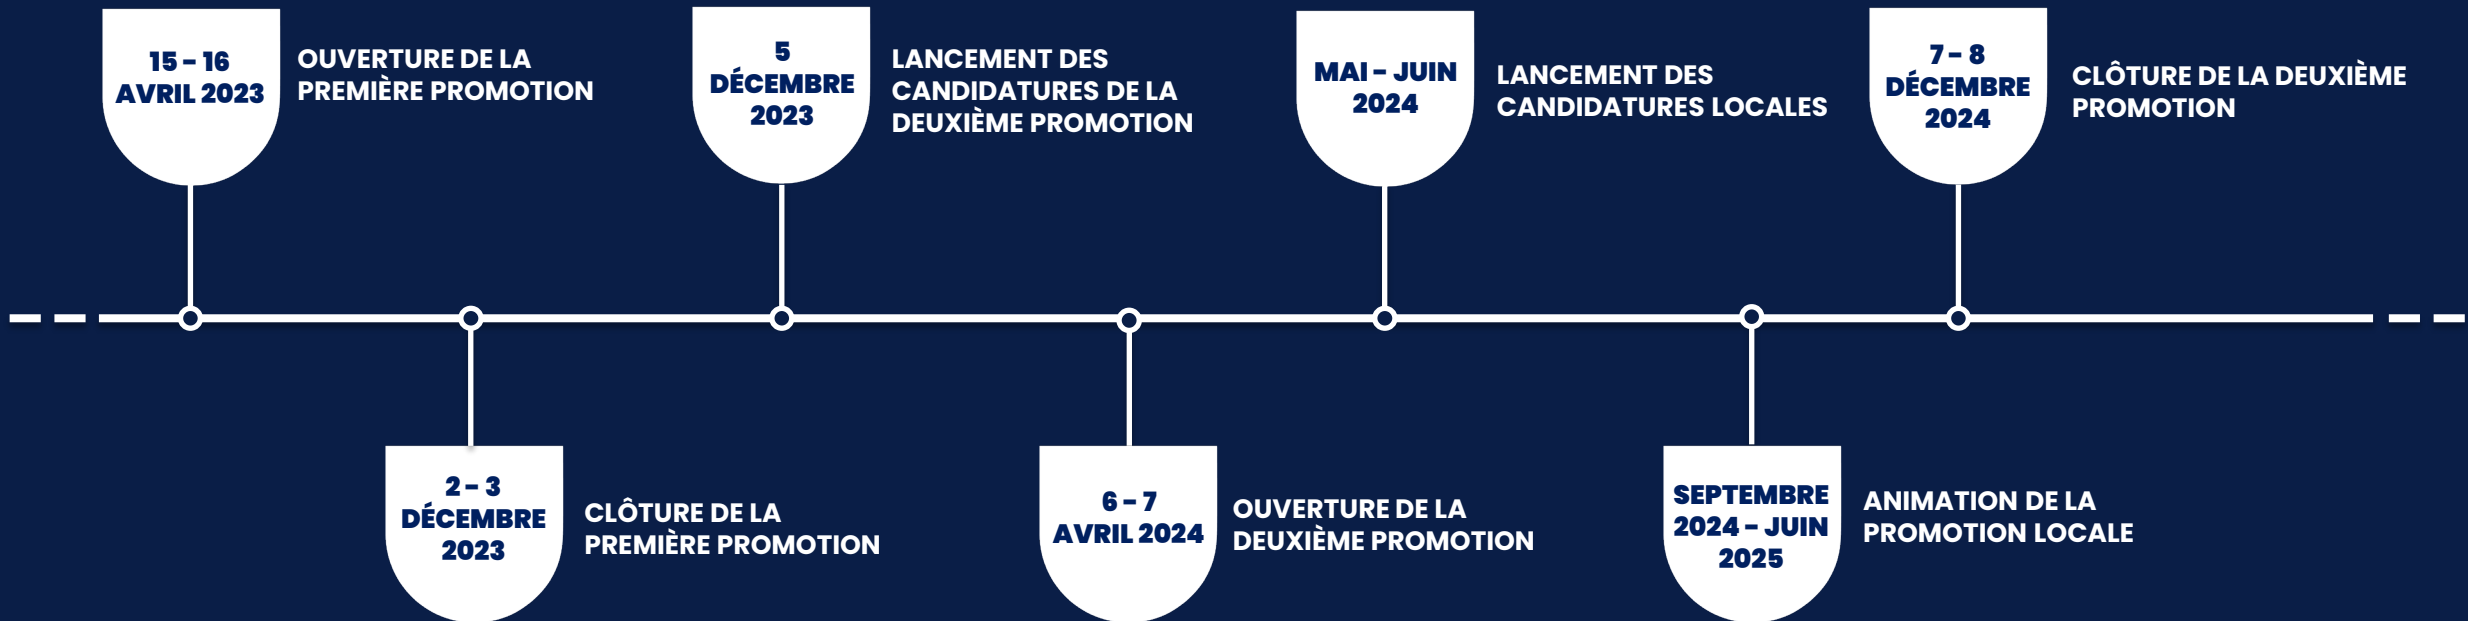 15 – 16
AVRIL 2023
OUVERTURE DE LA
PREMIÈRE PROMOTION
2 – 3
DÉCEMBRE
2023
CLÔTURE DE LA
PREMIÈRE PROMOTION
5
DÉCEMBRE
2023
LANCEMENT DES
CANDIDATURES DE LA
DEUXIÈME PROMOTION
6 – 7
AVRIL 2024
OUVERTURE DE LA
DEUXIÈME PROMOTION
MAI – JUIN
2024
LANCEMENT DES
CANDIDATURES LOCALES
SEPTEMBRE
2024 – JUIN
2025
ANIMATION DE LA
PROMOTION LOCALE
7 – 8
DÉCEMBRE
2024
CLÔTURE DE LA DEUXIÈME
PROMOTION